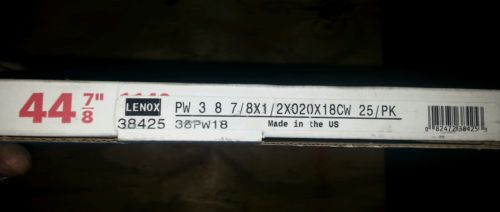 44 7/8"
LENOX PW 3 8 7/8X1/2X020X18CW 25/PK
38425 36PW18 Made in the US
0 82472 38425